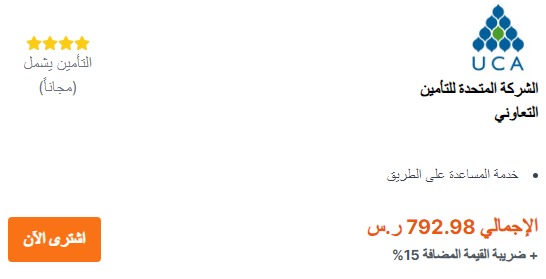 UCA
الشركة المتحدة للتأمين
التعاوني
التأمين يشمل
(مجاناً)
خدمة المساعدة على الطريق
الإجمالي 792.98 ر.س
+ ضريبة القيمة المضافة 15%
اشترى الآن